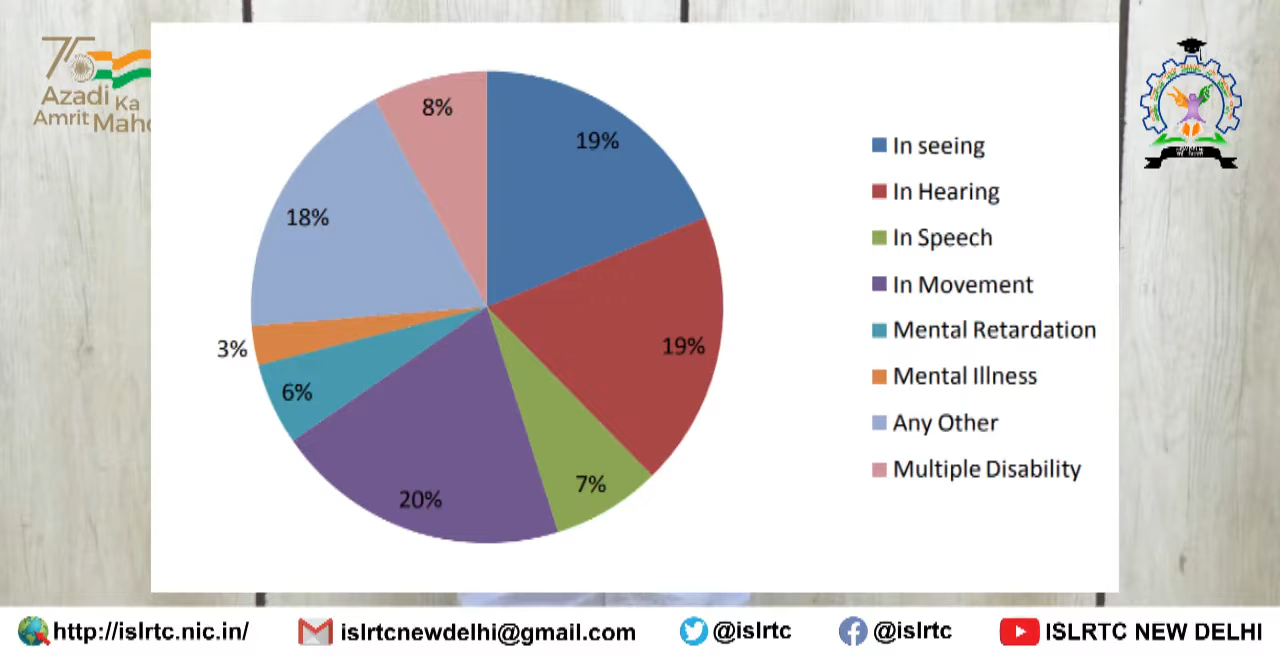 75
Azadi Ka
Amrit Maho
8%
19%
18%
19%
3%
6%
20%
7%
In seeing
In Hearing
In Speech
In Movement
Mental Retardation
Mental Illness
Any Other
Multiple Disability
http://islrtc.nic.in/
islrtcnewdelhi@gmail.com
@islrtc
@islrtc
ISLRTC NEW DELHI